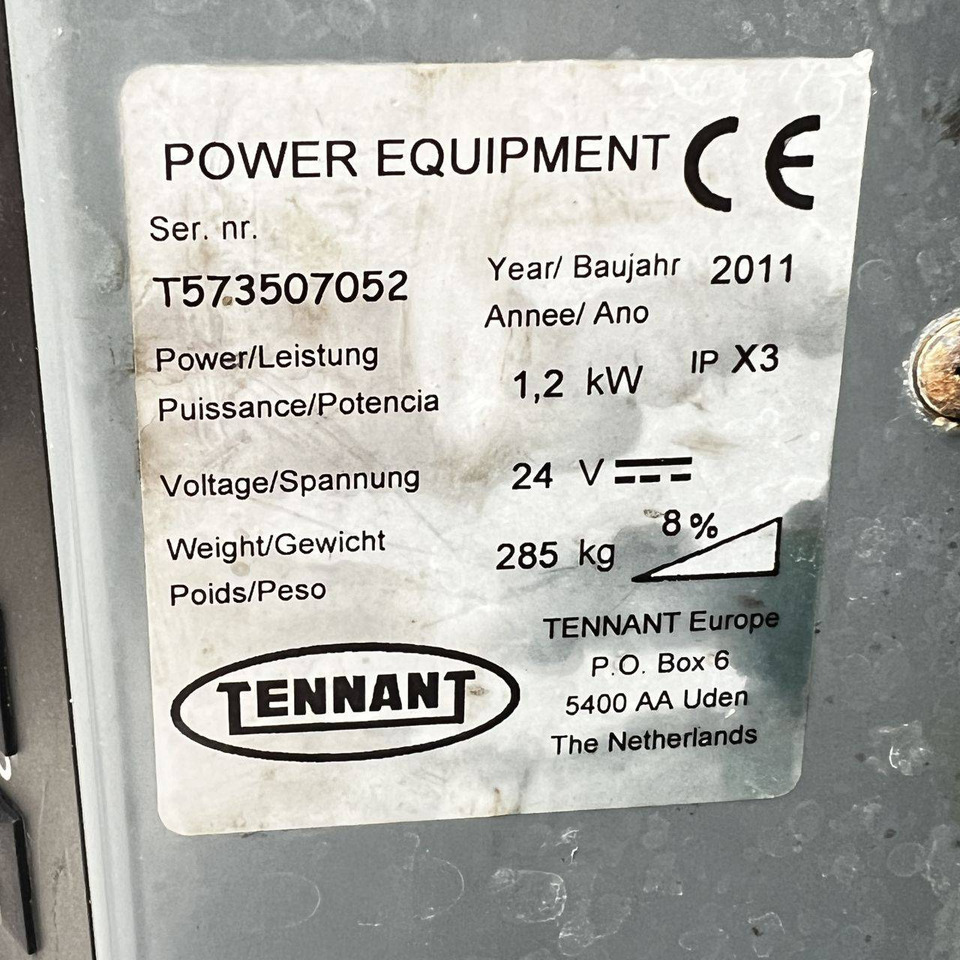 POWER EQUIPMENT CE
Ser. nr.
T573507052
Year/ Baujahr 2011
Annee/ Ano
Power/Leistung
Puissance/Potencia
1,2 kW IP X3
Voltage/Spannung 24 V
Weight/Gewicht
Poids/Peso
285 kg 8 %
TENNANT
TENNANT Europe
P.O. Box 6
5400 AA Uden
The Netherlands